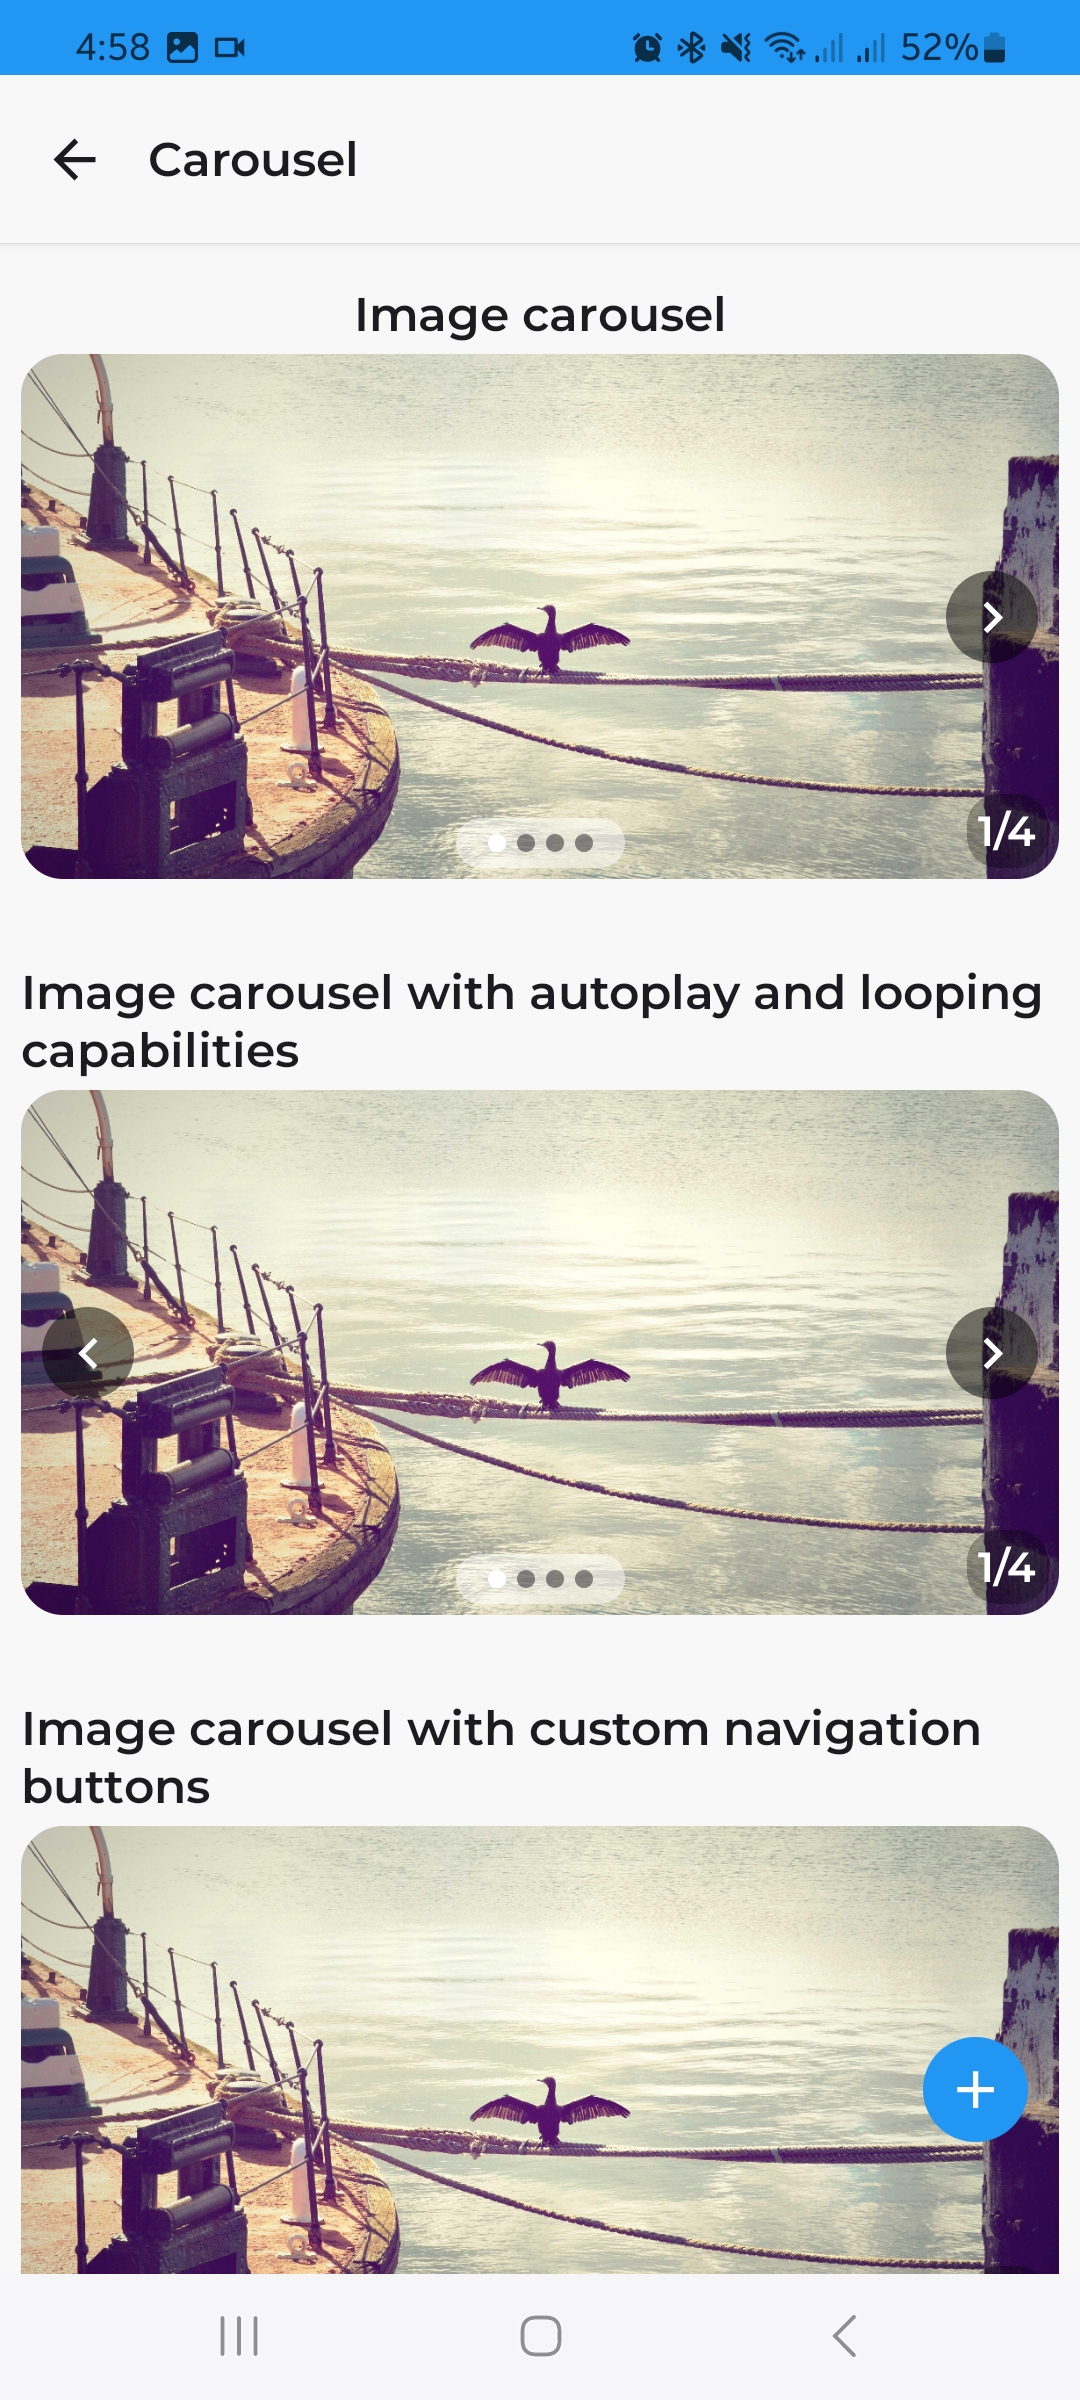 4:58
52%
Carousel
Image carousel
1/4
Image carousel with autoplay and looping
capabilities
1/4
Image carousel with custom navigation
buttons